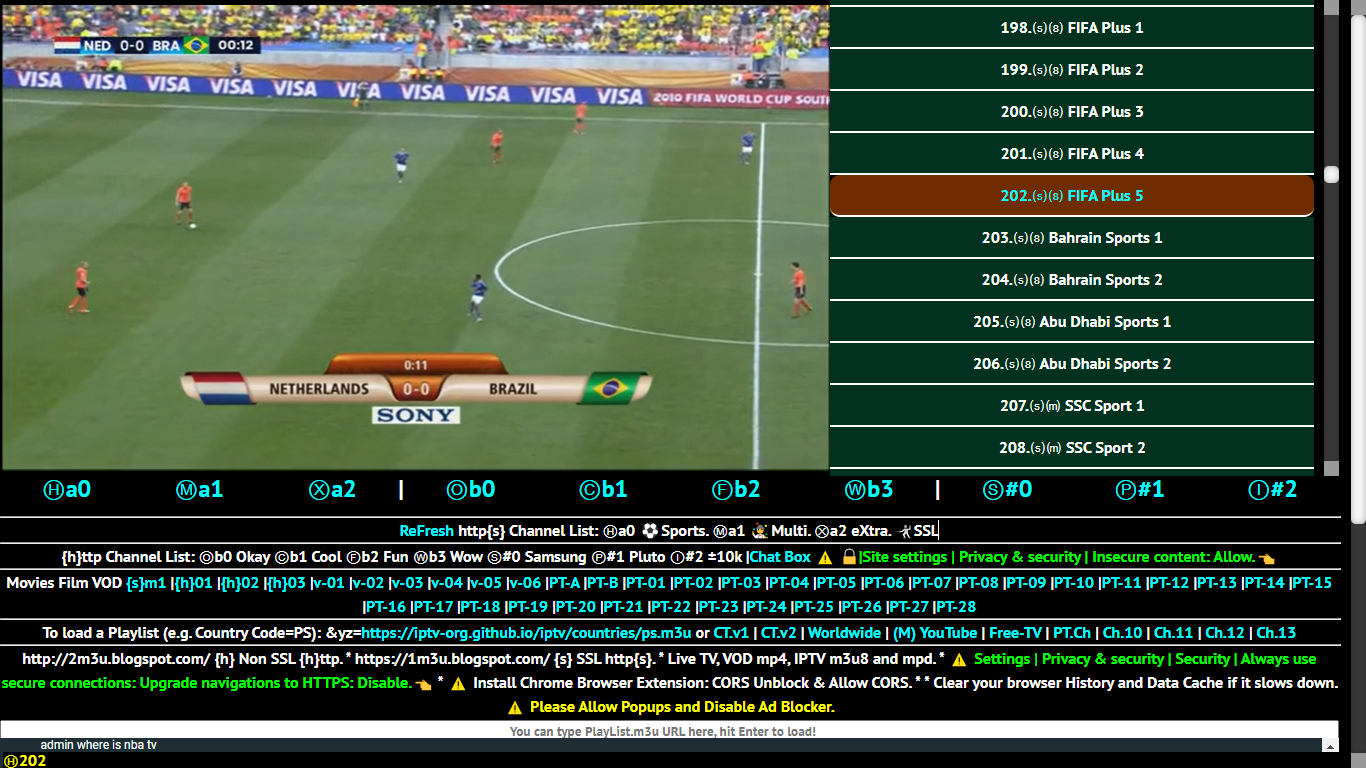 NED 0-0 BRA 00:12
VISA VISA VISA VISA VISA VISA VISA VISA VISA VISA 2010 FIFA WORLD CUP SOUT
0:11
NETHERLANDS 0-0 BRAZIL
SONY
198.(s)(8) FIFA Plus 1
199.(s)(8) FIFA Plus 2
200.(s)(8) FIFA Plus 3
201.(s)(8) FIFA Plus 4
202.(s)(8) FIFA Plus 5
203.(s)(8) Bahrain Sports 1
204.(s)(8) Bahrain Sports 2
205.(s)(8) Abu Dhabi Sports 1
206.(s)(8) Abu Dhabi Sports 2
207.(s)(m) SSC Sport 1
208.(s)(m) SSC Sport 2
Ⓗa0 Ⓜa1 Ⓧa2 | Ⓞb0 Ⓒb1 Ⓕb2 Ⓦb3 | Ⓢ#0 Ⓟ#1 Ⓘ#2
ReFresh http{s} Channel List: Ⓗa0 ⚽ Sports. Ⓜa1 Multi. Ⓧa2 eXtra. SSL
{h}ttp Channel List: Ⓞb0 Okay Ⓒb1 Cool Ⓕb2 Fun Ⓦb3 Wow Ⓢ#0 Samsung Ⓟ#1 Pluto Ⓘ#2 ±10k |Chat Box ⚠️ 🔒|Site settings | Privacy & security | Insecure content: Allow. 👈
Movies Film VOD {s}m1 |{h}01 |{h}02 |{h}03 |v-01 |v-02 |v-03 |v-04 |v-05 |v-06 |PT-A |PT-B |PT-01 |PT-02 |PT-03 |PT-04 |PT-05 |PT-06 |PT-07 |PT-08 |PT-09 |PT-10 |PT-11 |PT-12 |PT-13 |PT-14 |PT-15
|PT-16 |PT-17 |PT-18 |PT-19 |PT-20 |PT-21 |PT-22 |PT-23 |PT-24 |PT-25 |PT-26 |PT-27 |PT-28
To load a Playlist (e.g. Country Code=PS): &yz=https://iptv-org.github.io/iptv/countries/ps.m3u or CT.v1 | CT.v2 | Worldwide | (M) YouTube | Free-TV | PT.Ch | Ch.10 | Ch.11 | Ch.12 | Ch.13
http://2m3u.blogspot.com/ {h} Non SSL {h}ttp. * https://1m3u.blogspot.com/ {s} SSL http{s}. * Live TV, VOD mp4, IPTV m3u8 and mpd. * ⚠️ Settings | Privacy & security | Security | Always use
secure connections: Upgrade navigations to HTTPS: Disable. 👈 * ⚠️ Install Chrome Browser Extension: CORS Unblock & Allow CORS. * * Clear your browser History and Data Cache if it slows down.
⚠️ Please Allow Popups and Disable Ad Blocker.
You can type PlayList.m3u URL here, hit Enter to load!
admin where is nba tv
Ⓗ202